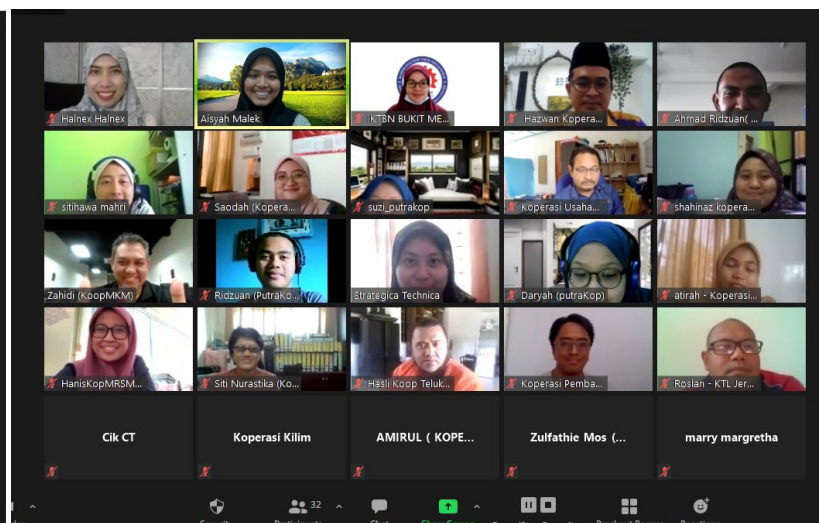 Halnex Halnex
Aisyah Malek
IKTBN BUKIT ME...
Hazwan Kopera...
Ahmad Ridzuan( ...
sitihawa mahri
Saodah (Kopera...
suzi_putrakop
Koperasi Usaha...
shahinaz kopera...
Zahidi (KoopMKM)
Ridzuan (PutraKo...
Strategica Technica
Daryah (putraKop)
atirah - Koperasi...
HanisKopMRSM...
Siti Nurastika (Ko...
Hasli Koop Teluk...
Koperasi Pemba...
Roslan - KTL Jer...
Cik CT
Koperasi Kilim
AMIRUL ( KOPE...
Zulfathie Mos (...
marry margretha
32